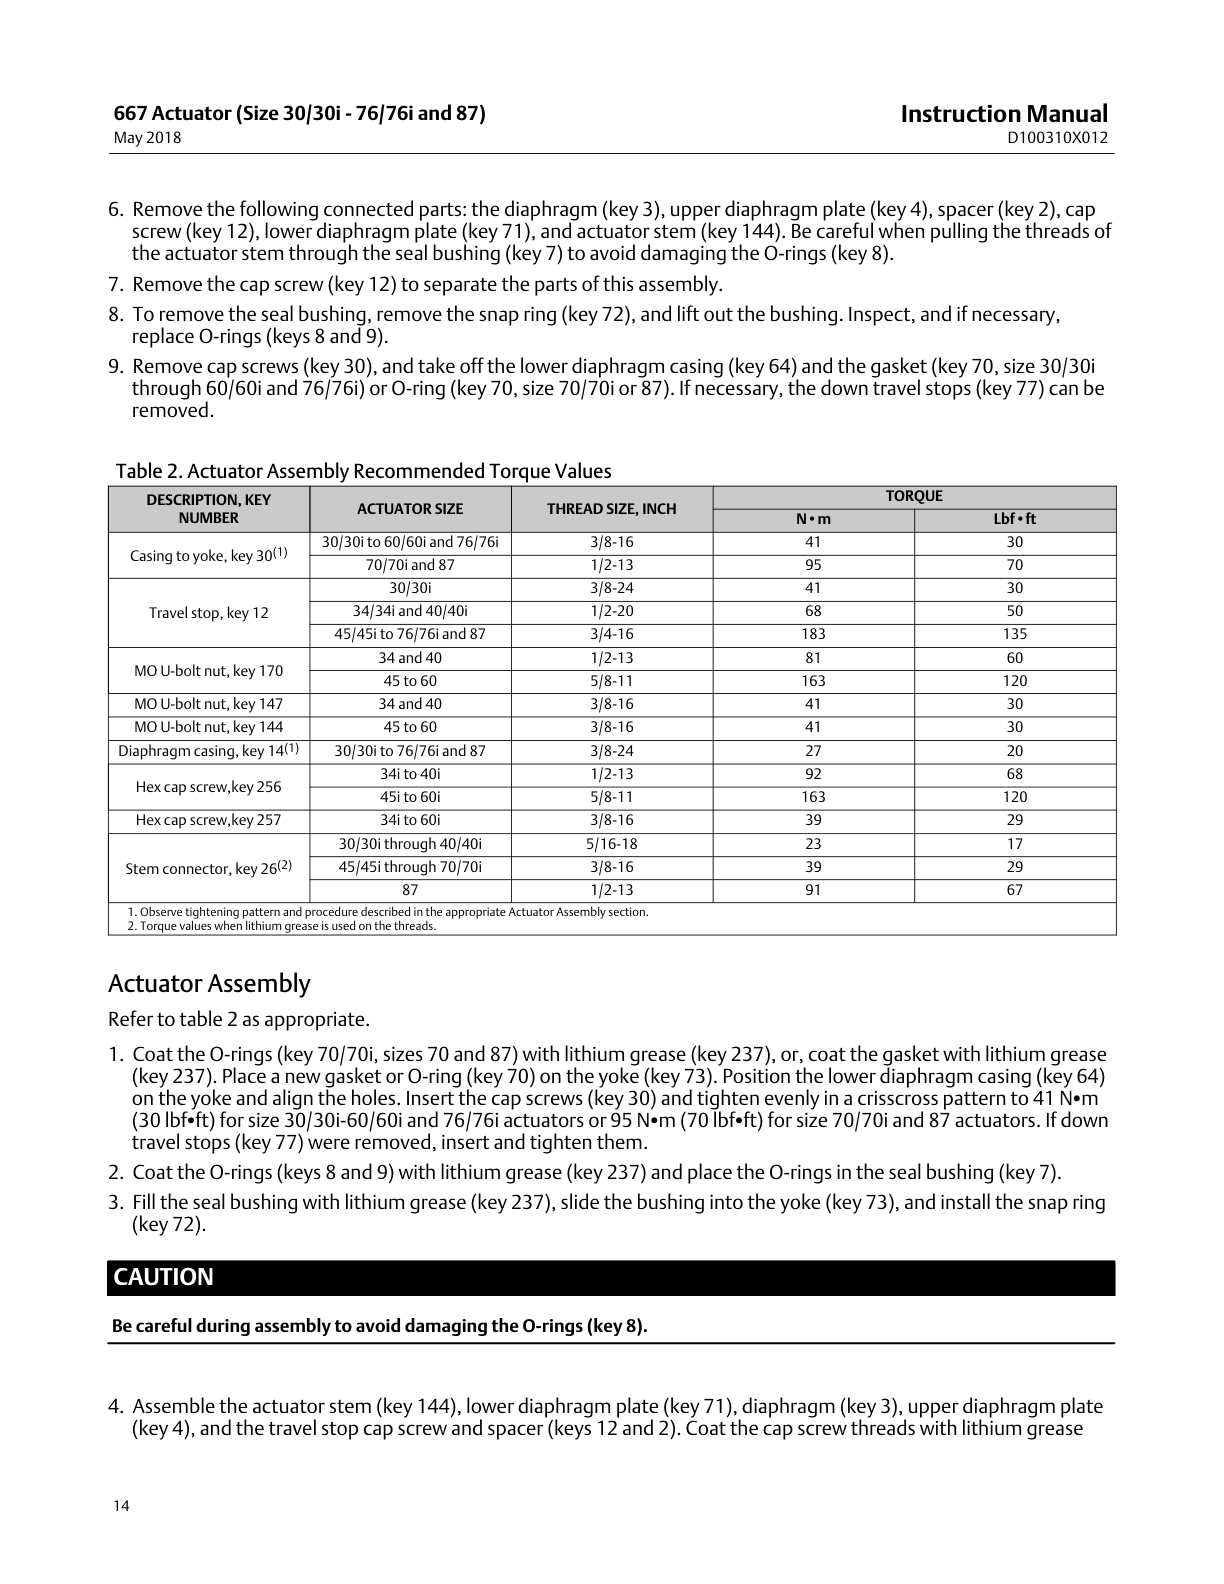 667 Actuator (Size 30/30i - 76/76i and 87)
Instruction Manual
May 2018
D100310X012
6. Remove the following connected parts: the diaphragm (key 3), upper diaphragm plate (key 4), spacer (key 2), cap
screw (key 12), lower diaphragm plate (key 71), and actuator stem (key 144). Be careful when pulling the threads of
the actuator stem through the seal bushing (key 7) to avoid damaging the O-rings (key 8).
7. Remove the cap screw (key 12) to separate the parts of this assembly.
8. To remove the seal bushing, remove the snap ring (key 72), and lift out the bushing. Inspect, and if necessary,
replace O-rings (keys 8 and 9).
9. Remove cap screws (key 30), and take off the lower diaphragm casing (key 64) and the gasket (key 70, size 30/30i
through 60/60i and 76/76i) or O-ring (key 70, size 70/70i or 87). If necessary, the down travel stops (key 77) can be
removed.
Table 2. Actuator Assembly Recommended Torque Values
DESCRIPTION, KEY NUMBER ACTUATOR SIZE THREAD SIZE, INCH TORQUE
N•m Lbf•ft
Casing to yoke, key 30(1) 30/30i to 60/60i and 76/76i 3/8-16 41 30
70/70i and 87 1/2-13 95 70
Travel stop, key 12 30/30i 3/8-24 41 30
34/34i and 40/40i 1/2-20 68 50
45/45i to 76/76i and 87 3/4-16 183 135
MO U-bolt nut, key 170 34 and 40 1/2-13 81 60
45 to 60 5/8-11 163 120
MO U-bolt nut, key 147 34 and 40 3/8-16 41 30
MO U-bolt nut, key 144 45 to 60 3/8-16 41 30
Diaphragm casing, key 14(1) 30/30i to 76/76i and 87 3/8-24 27 20
Hex cap screw,key 256 34i to 40i 1/2-13 92 68
45i to 60i 5/8-11 163 120
Hex cap screw,key 257 34i to 60i 3/8-16 39 29
Stem connector, key 26(2) 30/30i through 40/40i 5/16-18 23 17
45/45i through 70/70i 3/8-16 39 29
87 1/2-13 91 67
1. Observe tightening pattern and procedure described in the appropriate Actuator Assembly section.
2. Torque values when lithium grease is used on the threads.
Actuator Assembly
Refer to table 2 as appropriate.
1. Coat the O-rings (key 70/70i, sizes 70 and 87) with lithium grease (key 237), or, coat the gasket with lithium grease
(key 237). Place a new gasket or O-ring (key 70) on the yoke (key 73). Position the lower diaphragm casing (key 64)
on the yoke and align the holes. Insert the cap screws (key 30) and tighten evenly in a crisscross pattern to 41 N•m
(30 lbf•ft) for size 30/30i-60/60i and 76/76i actuators or 95 N•m (70 lbf•ft) for size 70/70i and 87 actuators. If down
travel stops (key 77) were removed, insert and tighten them.
2. Coat the O-rings (keys 8 and 9) with lithium grease (key 237) and place the O-rings in the seal bushing (key 7).
3. Fill the seal bushing with lithium grease (key 237), slide the bushing into the yoke (key 73), and install the snap ring
(key 72).
CAUTION
Be careful during assembly to avoid damaging the O-rings (key 8).
4. Assemble the actuator stem (key 144), lower diaphragm plate (key 71), diaphragm (key 3), upper diaphragm plate
(key 4), and the travel stop cap screw and spacer (keys 12 and 2). Coat the cap screw threads with lithium grease
14